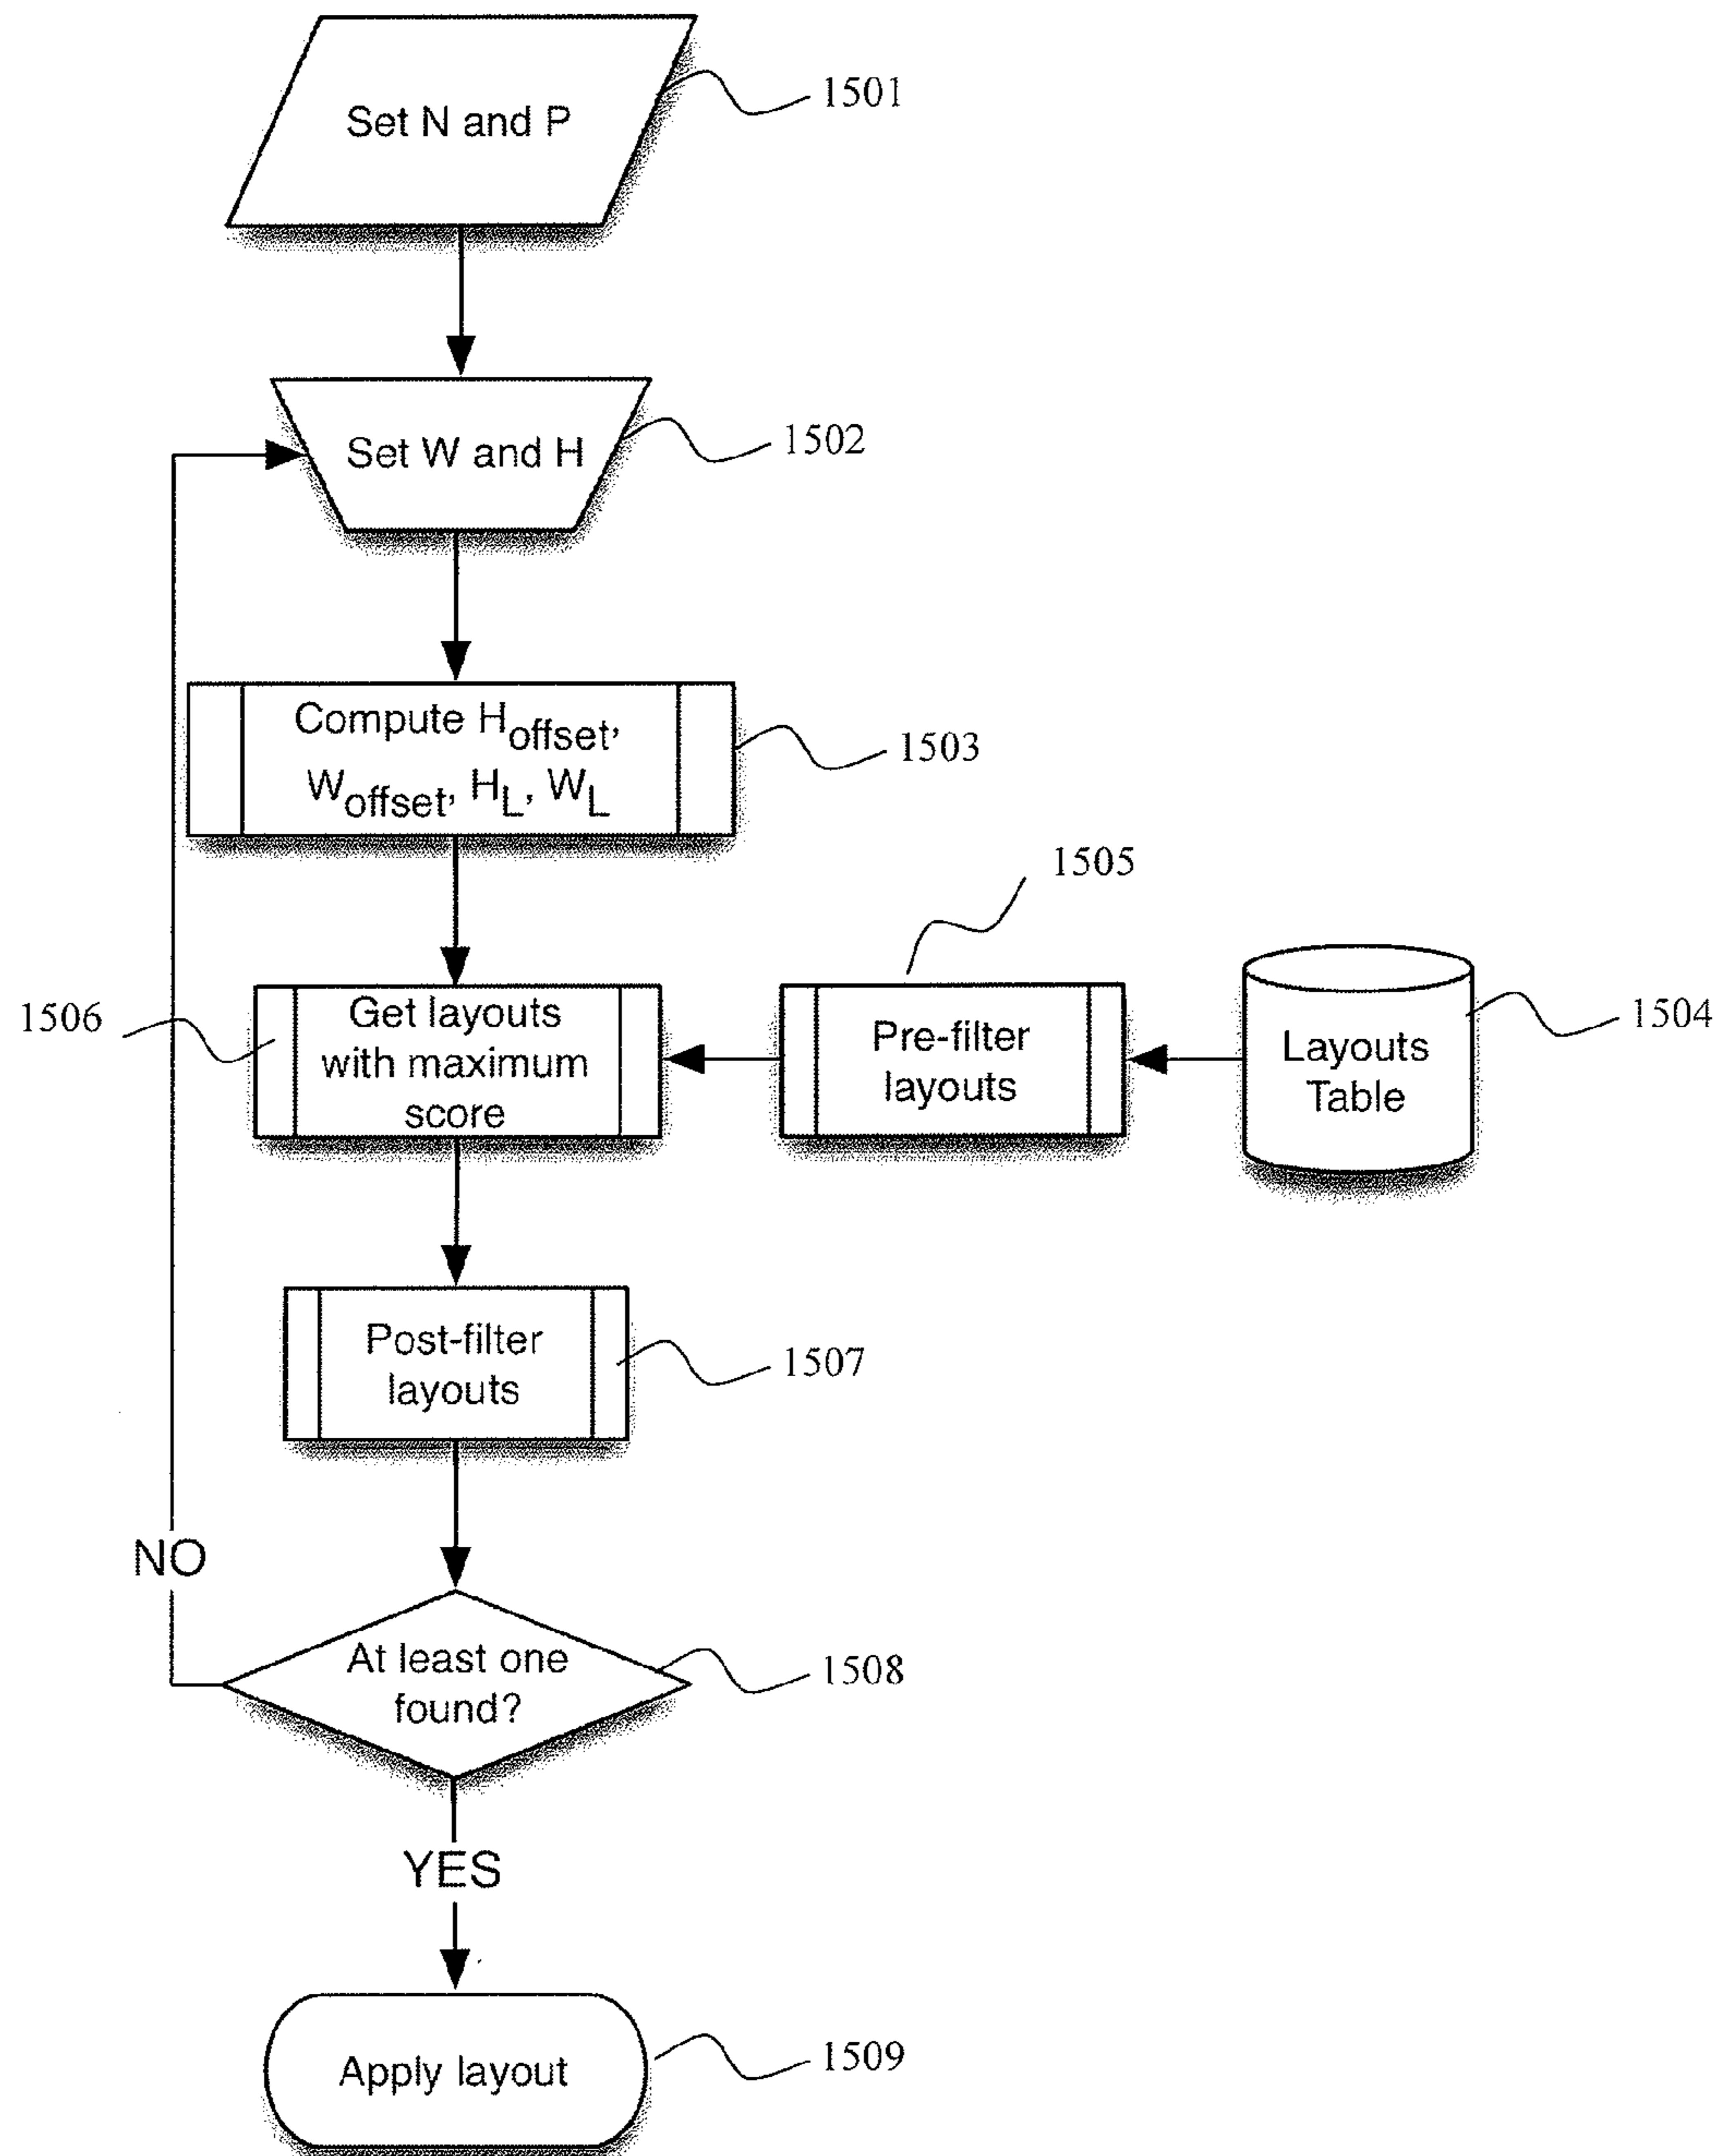 Set N and P
1501
Set W and H
1502
Compute Hoffset,
Woffset, HL, WL
1503
1505
1506
Get layouts
with maximum
score
Pre-filter
layouts
Layouts
Table
1504
Post-filter
layouts
1507
NO
At least one
found?
1508
YES
Apply layout
1509